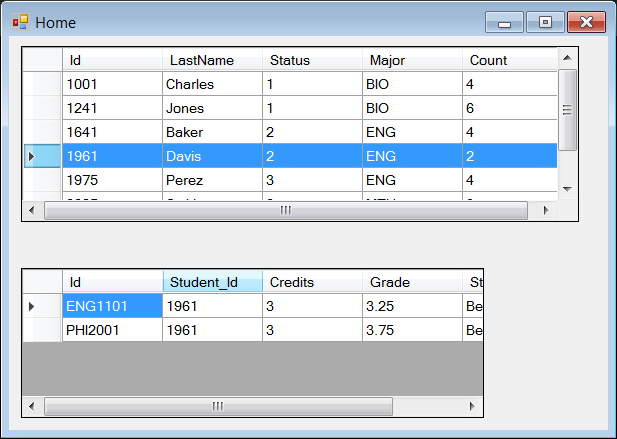 Home
Id LastName Status Major Count
1001 Charles 1 BIO 4
1241 Jones 1 BIO 6
1641 Baker 2 ENG 4
1961 Davis 2 ENG 2
1975 Perez 3 ENG 4
Id Student_Id Credits Grade St
ENG1101 1961 3 3.25 Be
PHI2001 1961 3 3.75 Be